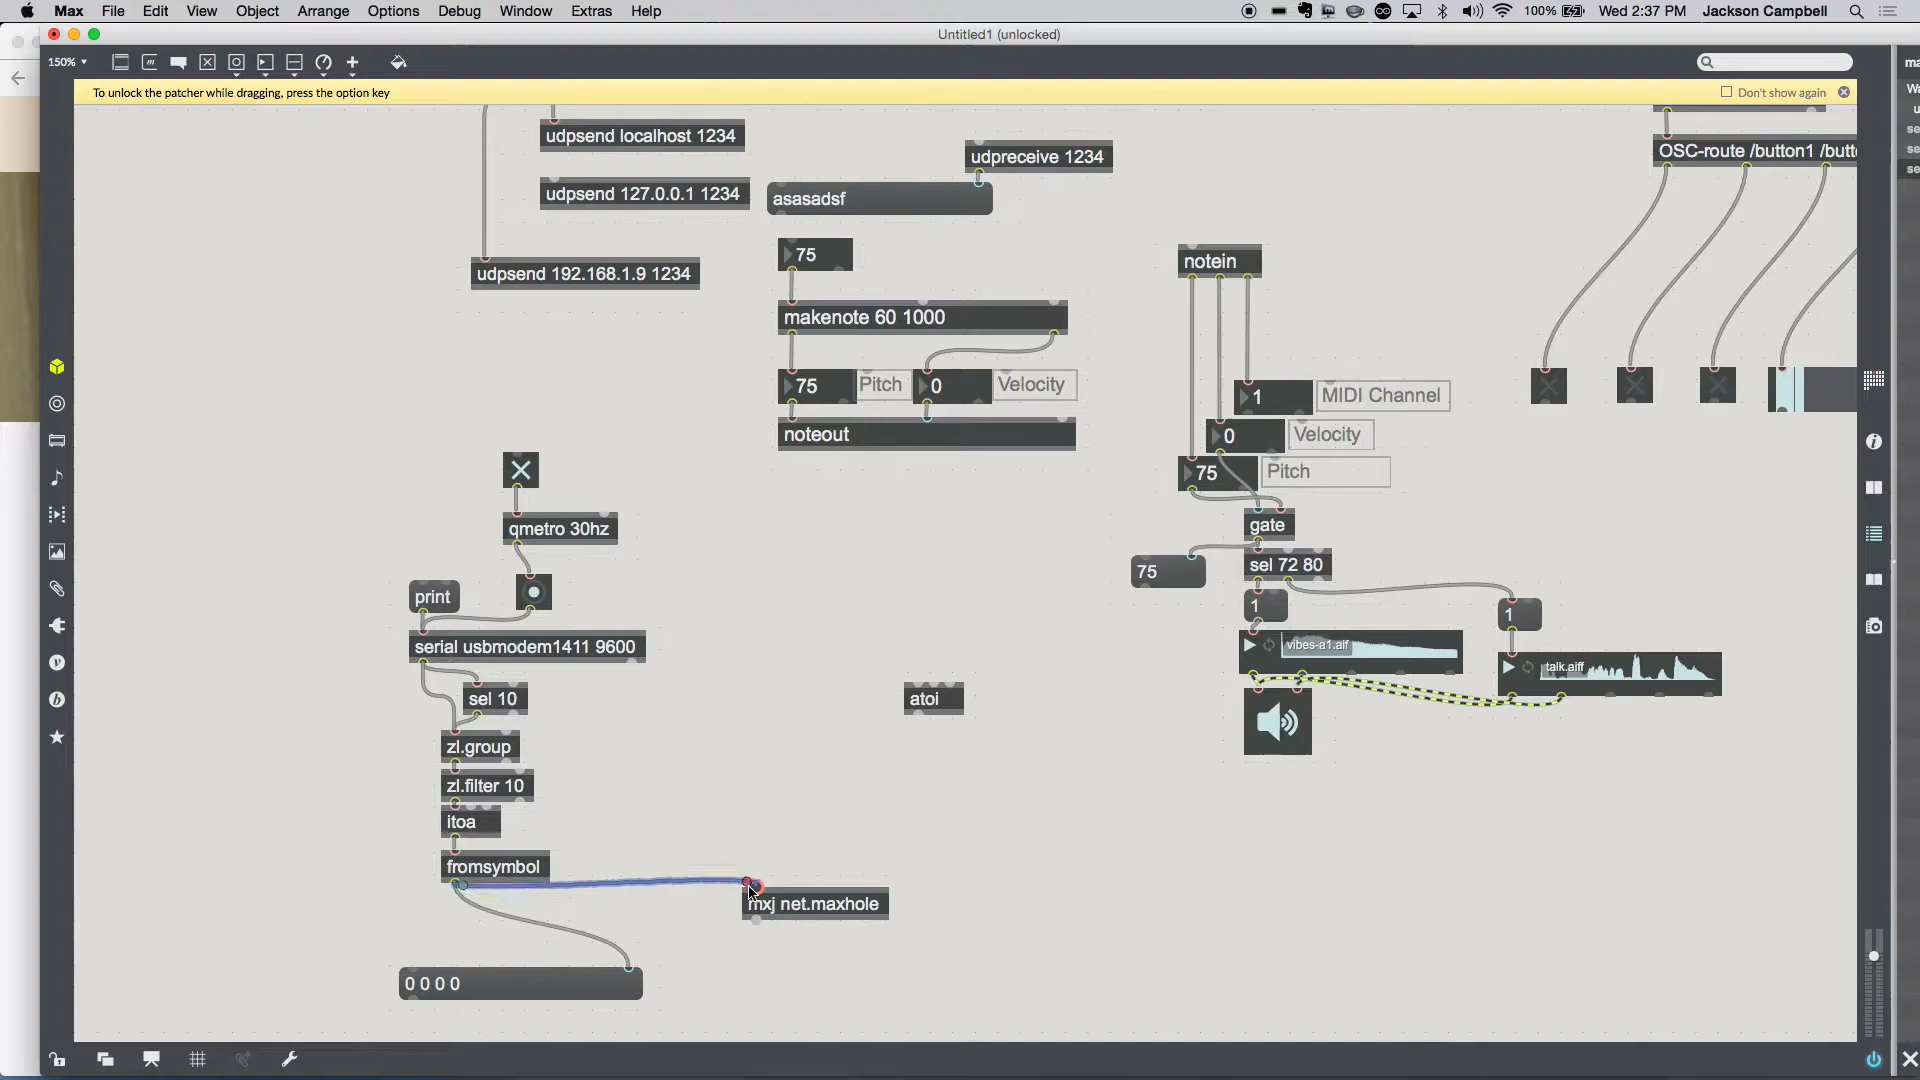 Max File Edit View Object Arrange Options Debug Window Extras Help
100% Wed 2:37 PM Jackson Campbell
Untitled1 (unlocked)
150%
To unlock the patcher while dragging, press the option key
Don't show again
udpsend localhost 1234
udpreceive 1234
OSC-route /button1 /butt
udpsend 127.0.0.1 1234
asasadsf
75
notein
udpsend 192.168.1.9 1234
makenote 60 1000
75 Pitch 0 Velocity
1 MIDI Channel
noteout
0 Velocity
75 Pitch
qmetro 30hz
gate
75
sel 72 80
print
1
1
serial usbmodem1411 9600
vibes-a1.aif
talk.aiff
sel 10
atoi
zl.group
zl.filter 10
itoa
fromsymbol
mxj net.maxhole
0 0 0 0